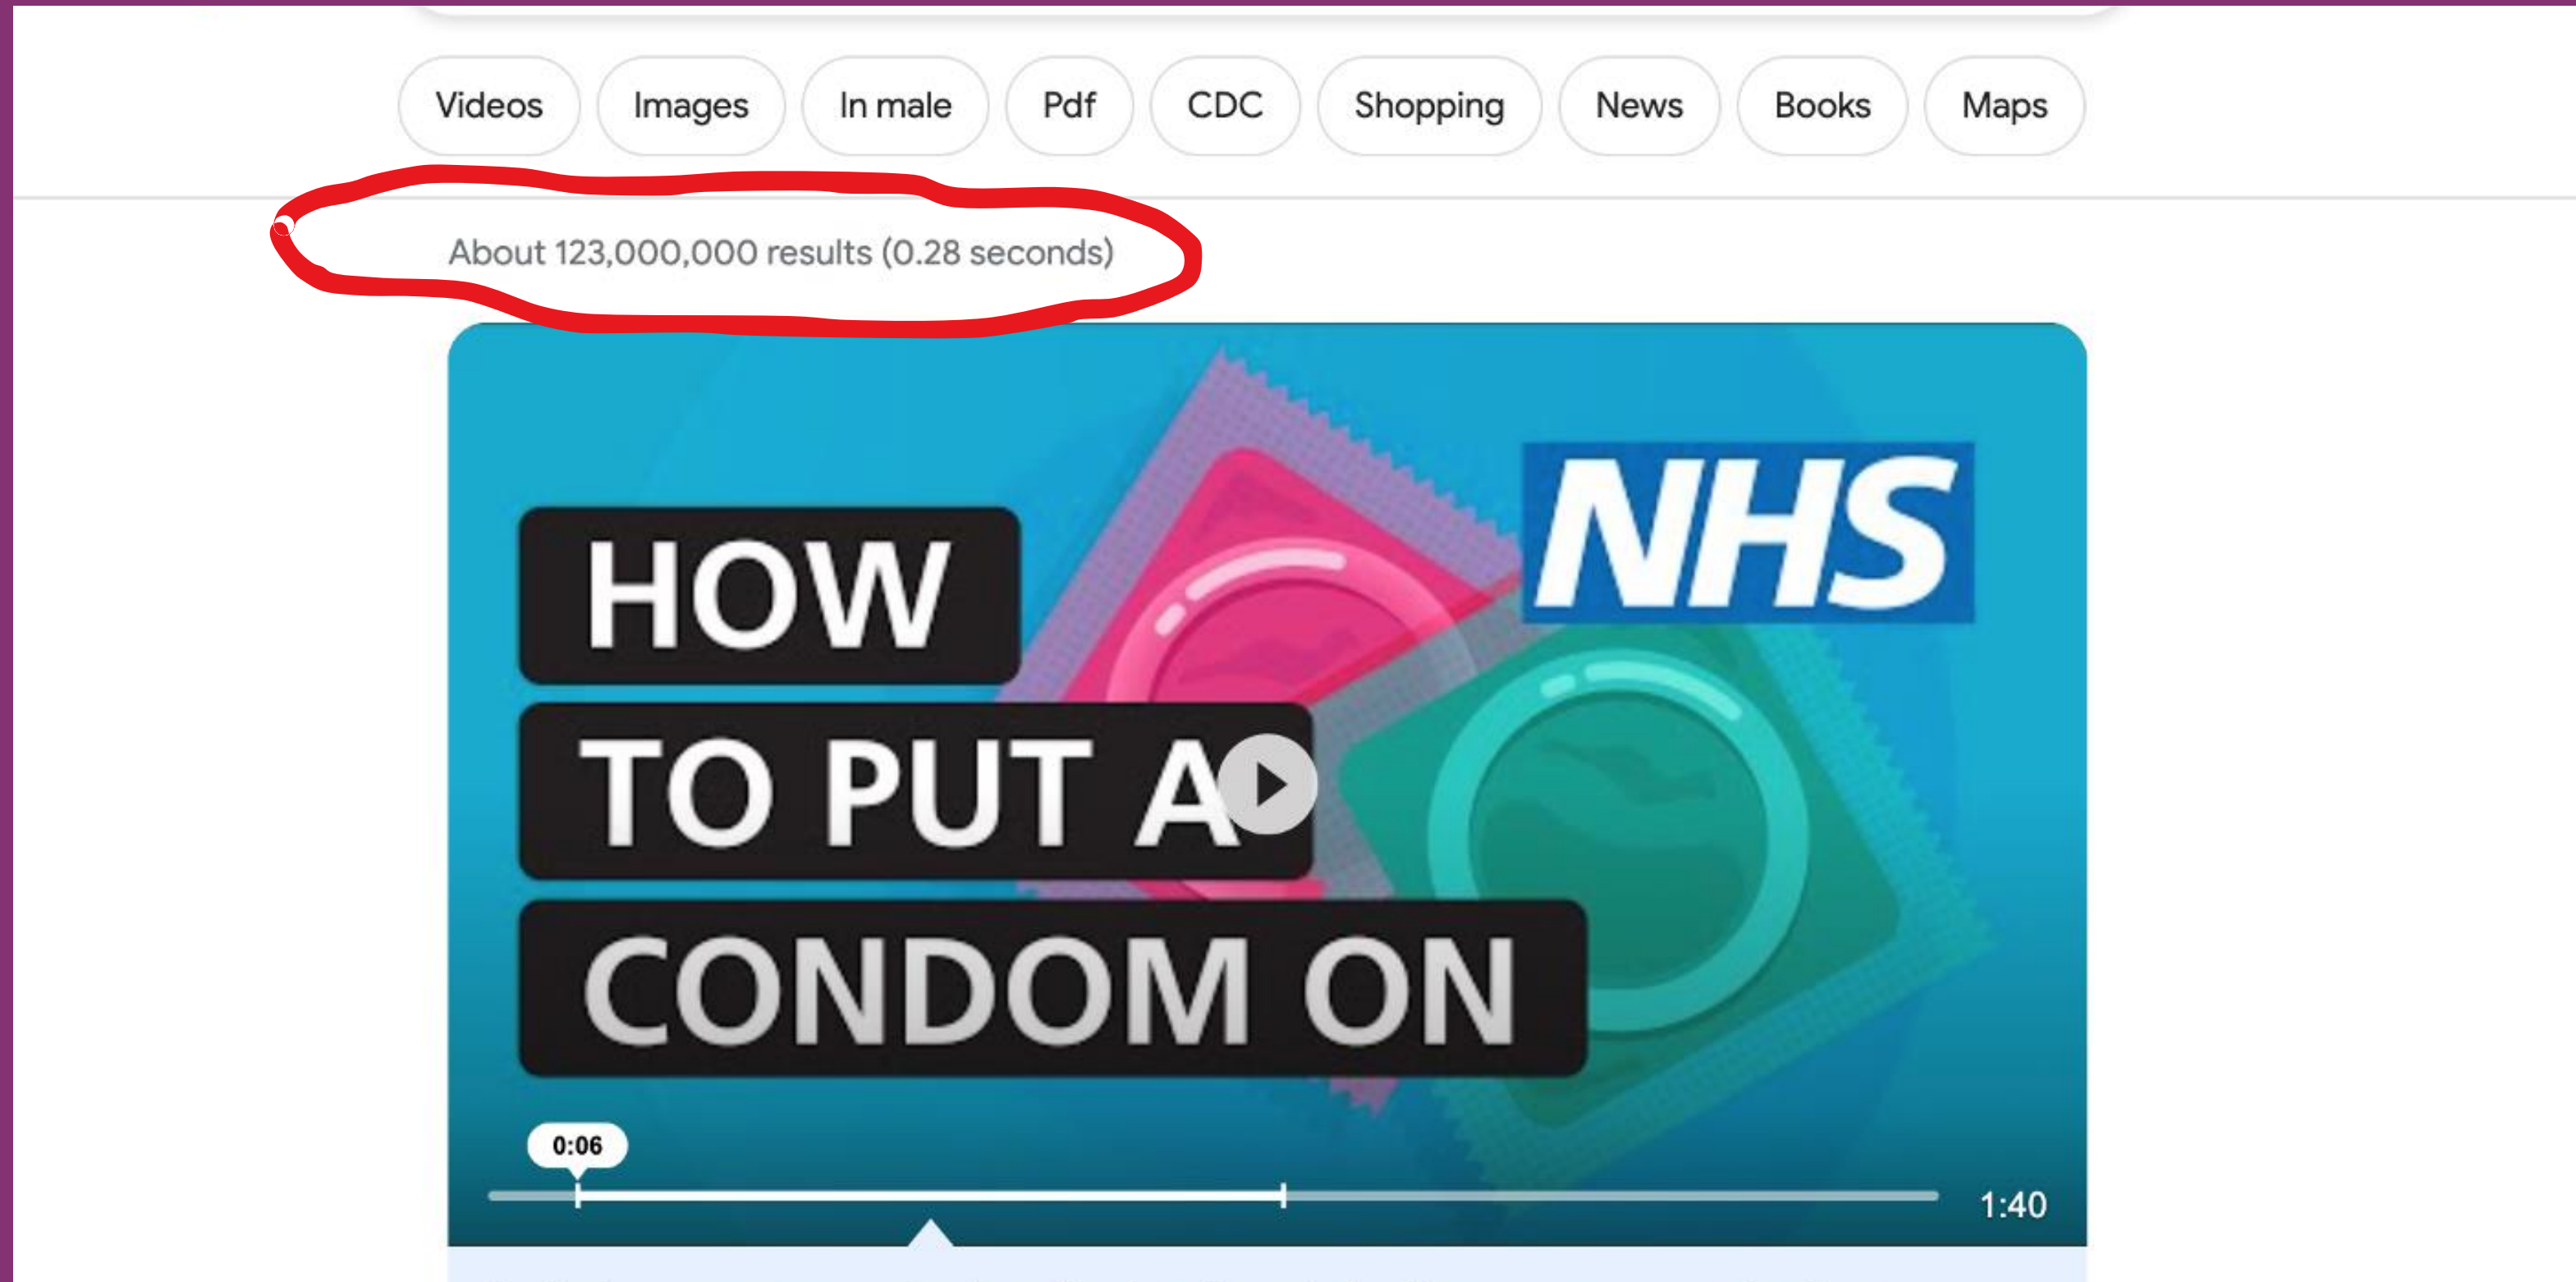 Videos Images In male Pdf CDC Shopping News Books Maps
About 123,000,000 results (0.28 seconds)
NHS
HOW
TO PUT A
CONDOM ON
0:06
1:40